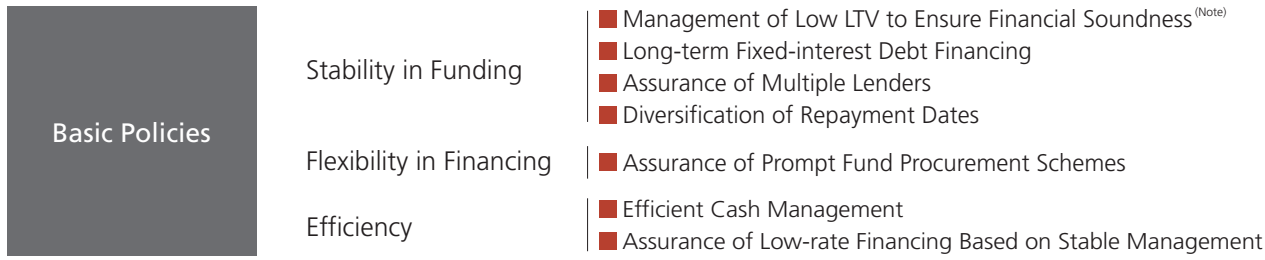 Basic Policies
Stability in Funding
Management of Low LTV to Ensure Financial Soundness (Note)
Long-term Fixed-interest Debt Financing
Assurance of Multiple Lenders
Diversification of Repayment Dates
Flexibility in Financing
Assurance of Prompt Fund Procurement Schemes
Efficiency
Efficient Cash Management
Assurance of Low-rate Financing Based on Stable Management